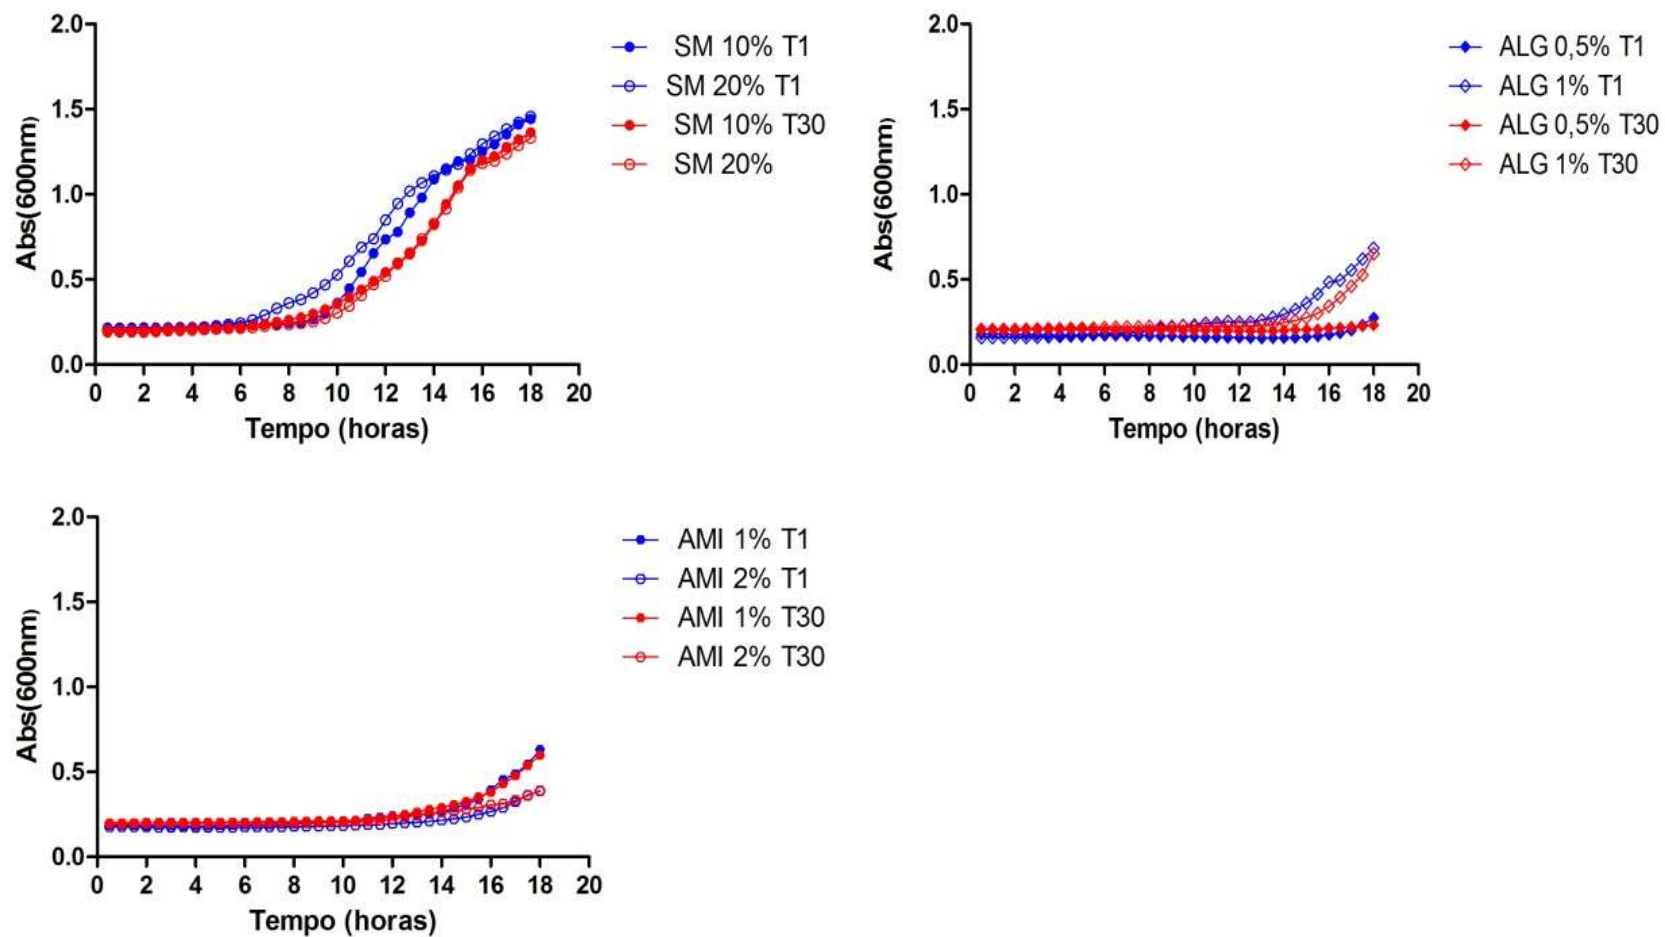 2.0
1.5
1.0
0.5
0.0
Abs(600nm)
0 2 4 6 8 10 12 14 16 18 20
Tempo (horas)
SM 10% T1
SM 20% T1
SM 10% T30
SM 20%
2.0
1.5
1.0
0.5
0.0
Abs(600nm)
0 2 4 6 8 10 12 14 16 18 20
Tempo (horas)
ALG 0,5% T1
ALG 1% T1
ALG 0,5% T30
ALG 1% T30
2.0
1.5
1.0
0.5
0.0
Abs(600nm)
0 2 4 6 8 10 12 14 16 18 20
Tempo (horas)
AMI 1% T1
AMI 2% T1
AMI 1% T30
AMI 2% T30